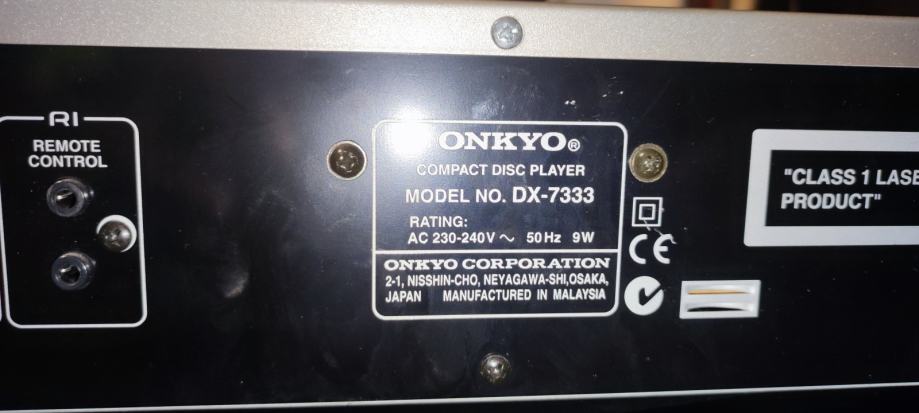 RI
REMOTE
CONTROL
ONKYO®
COMPACT DISC PLAYER
MODEL NO. DX-7333
RATING:
AC 230-240V ~ 50Hz 9W
ONKYO CORPORATION
2-1, NISSHIN-CHO, NEYAGAWA-SHI,OSAKA,
JAPAN MANUFACTURED IN MALAYSIA
CE
"CLASS 1 LASE
PRODUCT"